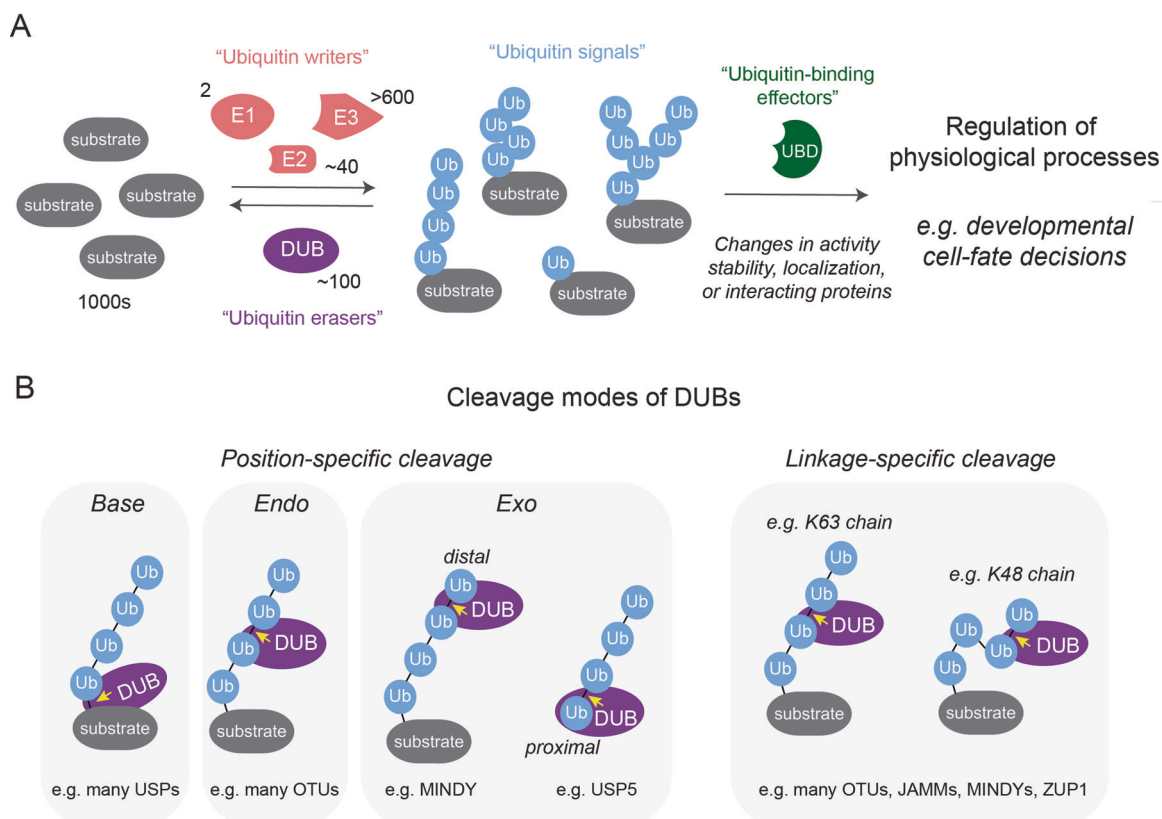 A
“Ubiquitin writers”
2
E1
E3
>600
E2
~40
substrate
substrate
substrate
substrate
1000s
DUB
~100
“Ubiquitin erasers”
“Ubiquitin signals”
Ub
Ub
Ub
Ub
substrate
Ub
Ub
Ub
Ub
Ub
substrate
Ub
substrate
Ub
Ub
Ub
Ub
Ub
Ub
substrate
“Ubiquitin-binding
effectors”
UBD
Changes in activity
stability, localization,
or interacting proteins
Regulation of
physiological processes
e.g. developmental
cell-fate decisions
B
Cleavage modes of DUBs
Position-specific cleavage
Base
Ub
Ub
Ub
Ub
DUB
substrate
e.g. many USPs
Endo
Ub
Ub
Ub
DUB
Ub
substrate
e.g. many OTUs
Exo
distal
Ub
DUB
Ub
Ub
Ub
substrate
e.g. MINDY
Ub
Ub
Ub
DUB
proximal
e.g. USP5
Linkage-specific cleavage
e.g. K63 chain
Ub
Ub
Ub
DUB
Ub
substrate
e.g. K48 chain
Ub
Ub
Ub
DUB
Ub
substrate
e.g. many OTUs, JAMMs, MINDYs, ZUP1